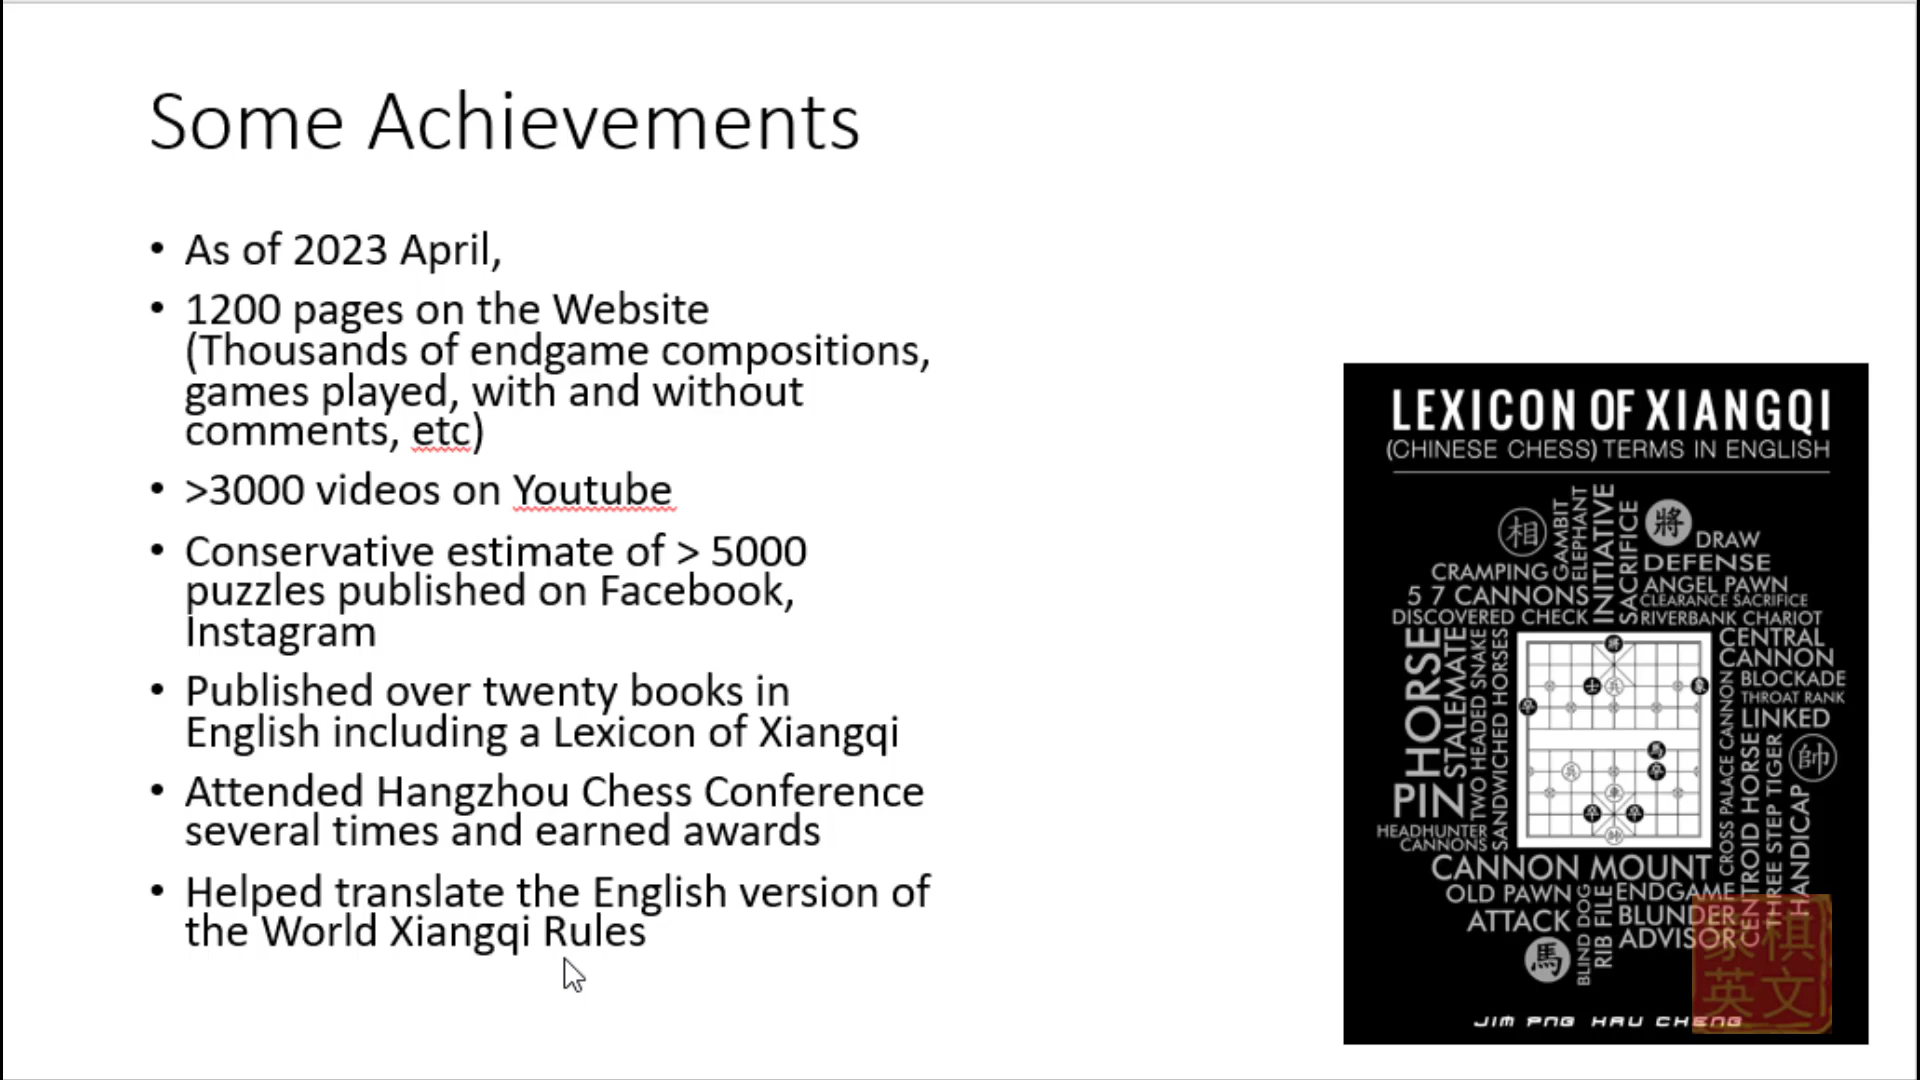 Some Achievements
• As of 2023 April,
• 1200 pages on the Website
(Thousands of endgame compositions,
games played, with and without
comments, etc)
• >3000 videos on Youtube
• Conservative estimate of > 5000
puzzles published on Facebook,
Instagram
• Published over twenty books in
English including a Lexicon of Xiangqi
• Attended Hangzhou Chess Conference
several times and earned awards
• Helped translate the English version of
the World Xiangqi Rules
LEXICON OF XIANGQI
(CHINESE CHESS) TERMS IN ENGLISH
相
GAMBIT
ELEPHANT
INITIATIVE
SACRIFICE
將
DRAW
DEFENSE
CRAMPING
ANGEL PAWN
5 7 CANNONS
CLEARANCE SACRIFICE
DISCOVERED CHECK
RIVERBANK CHARIOT
HORSE
STALEMATE
TWO HEADED SNAKE
SANDWICHED HORSES
CENTRAL
CANNON
BLOCKADE
THROAT RANK
LINKED
CROSS PALACE CANNON
CENTROID HORSE
THREE STEP TIGER
帥
HANDICAP
PIN
HEADHUNTER
CANNONS
CANNON MOUNT
OLD PAWN
ENDGAME
ATTACK
BLIND DOG
RIB FILE
BLUNDER
ADVISOR
馬
象棋
英文
JIM PNG HAU CHENG